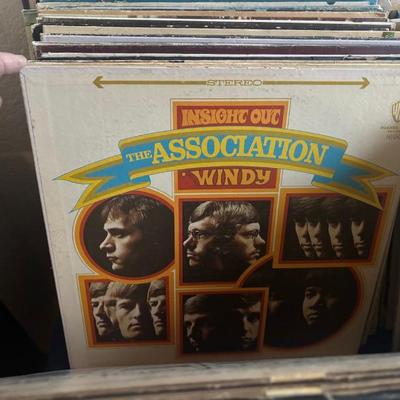 STEREO
INSIGHT OUT
THE ASSOCIATION
WINDY